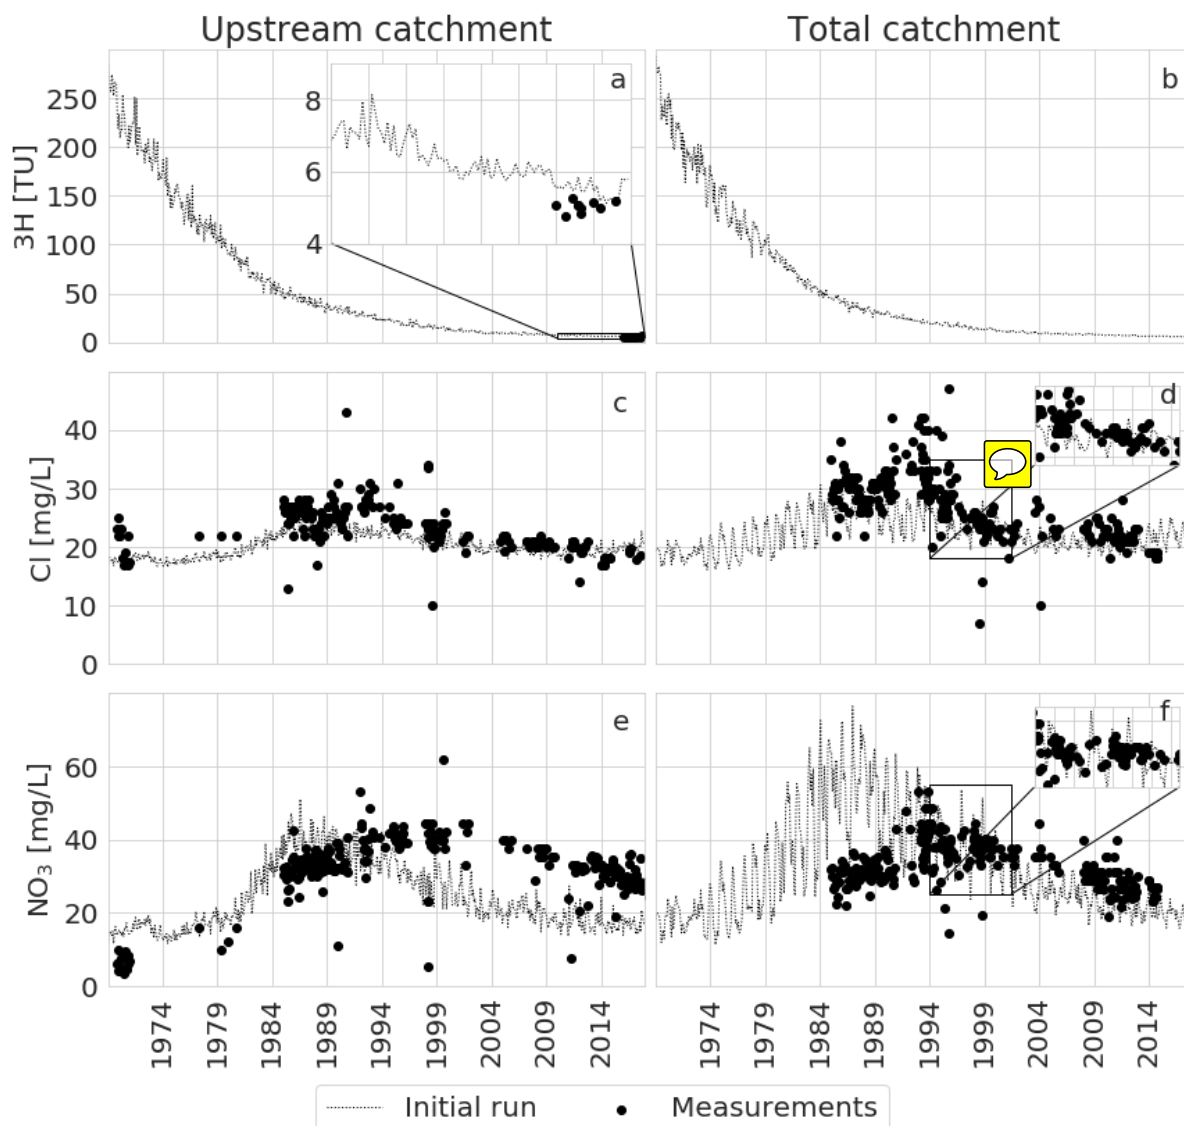 Upstream catchment
Total catchment
3H [TU]
250
200
150
100
50
0
a
8
6
4
b
Cl [mg/L]
40
30
20
10
0
c
d
NO3 [mg/L]
60
40
20
0
e
f
1974
1979
1984
1989
1994
1999
2004
2009
2014
1974
1979
1984
1989
1994
1999
2004
2009
2014
Initial run
Measurements